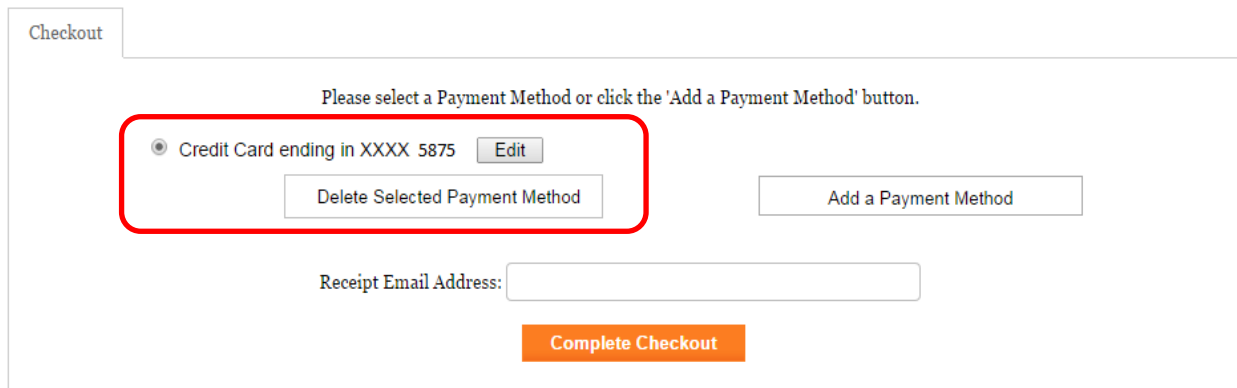 Checkout
Please select a Payment Method or click the 'Add a Payment Method' button.
Credit Card ending in XXXX 5875 Edit
Delete Selected Payment Method Add a Payment Method
Receipt Email Address:
Complete Checkout